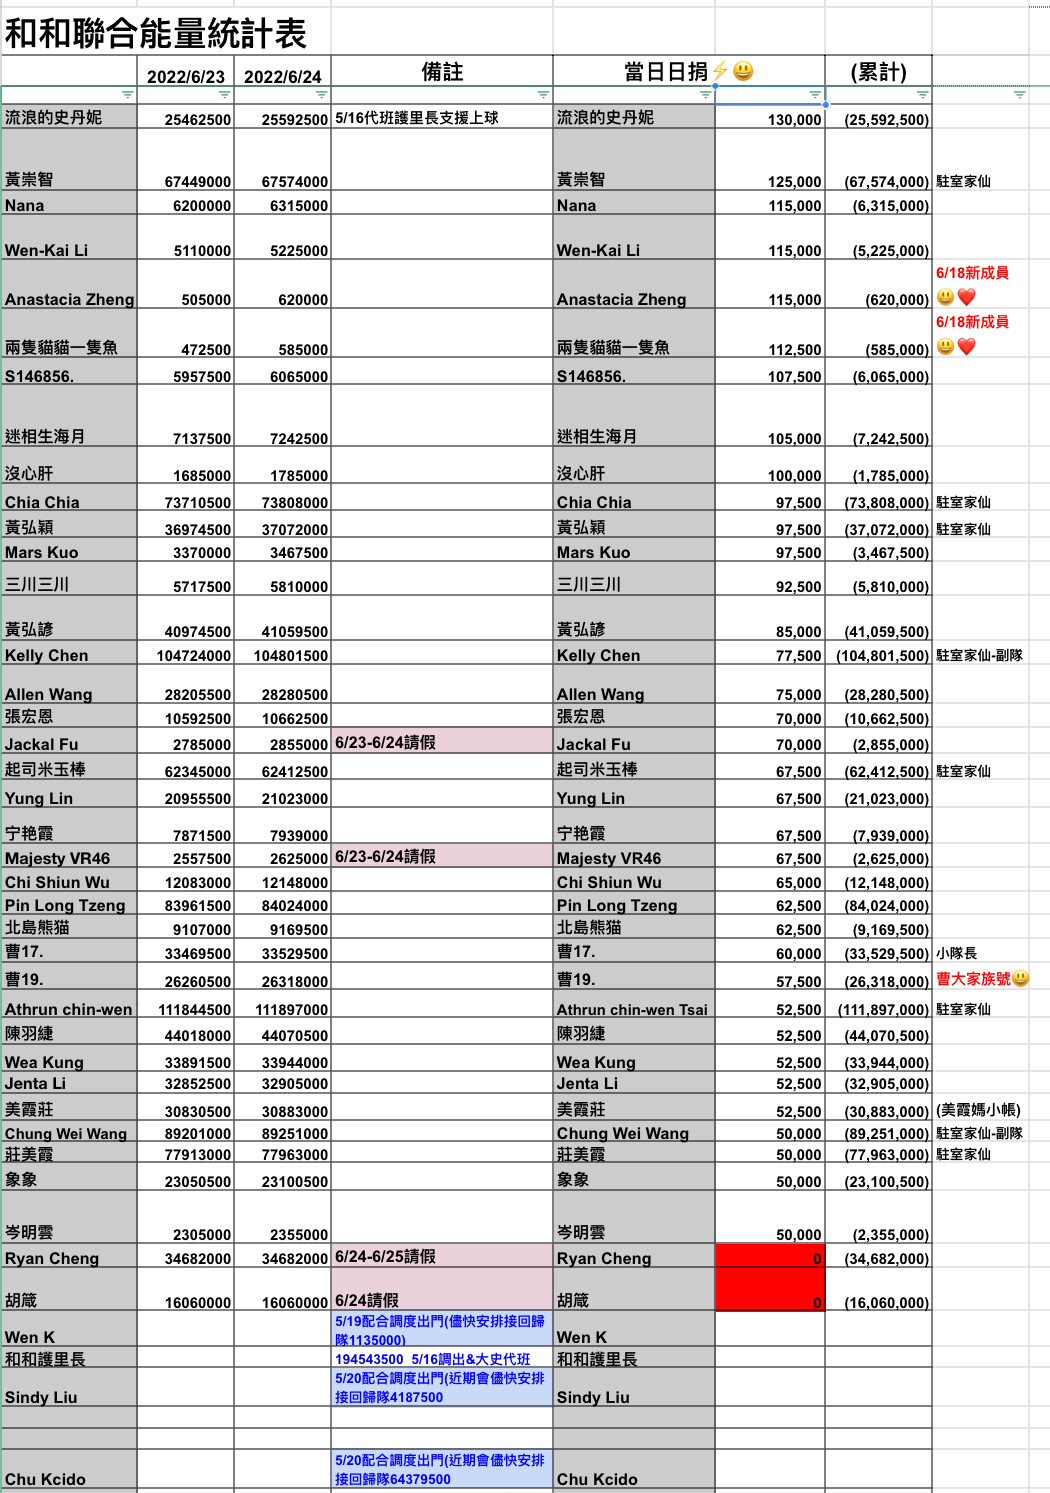 和和聯合能量統計表
2022/6/23 2022/6/24 備註 當日日捐⚡😃 (累計)
流浪的史丹妮 25462500 25592500 5/16代班護里長支援上球 流浪的史丹妮 130,000 (25,592,500)
黃崇智 67449000 67574000 黃崇智 125,000 (67,574,000) 駐室家仙
Nana 6200000 6315000 Nana 115,000 (6,315,000)
Wen-Kai Li 5110000 5225000 Wen-Kai Li 115,000 (5,225,000)
6/18新成員
Anastacia Zheng 505000 620000 Anastacia Zheng 115,000 (620,000) 😃❤️
6/18新成員
兩隻貓貓一隻魚 472500 585000 兩隻貓貓一隻魚 112,500 (585,000) 😃❤️
S146856. 5957500 6065000 S146856. 107,500 (6,065,000)
迷相生海月 7137500 7242500 迷相生海月 105,000 (7,242,500)
沒心肝 1685000 1785000 沒心肝 100,000 (1,785,000)
Chia Chia 73710500 73808000 Chia Chia 97,500 (73,808,000) 駐室家仙
黃弘穎 36974500 37072000 黃弘穎 97,500 (37,072,000) 駐室家仙
Mars Kuo 3370000 3467500 Mars Kuo 97,500 (3,467,500)
三川三川 5717500 5810000 三川三川 92,500 (5,810,000)
黃弘諺 40974500 41059500 黃弘諺 85,000 (41,059,500)
Kelly Chen 104724000 104801500 Kelly Chen 77,500 (104,801,500) 駐室家仙-副隊
Allen Wang 28205500 28280500 Allen Wang 75,000 (28,280,500)
張宏恩 10592500 10662500 張宏恩 70,000 (10,662,500)
Jackal Fu 2785000 2855000 6/23-6/24請假 Jackal Fu 70,000 (2,855,000)
起司米玉棒 62345000 62412500 起司米玉棒 67,500 (62,412,500) 駐室家仙
Yung Lin 20955500 21023000 Yung Lin 67,500 (21,023,000)
宁艳霞 7871500 7939000 宁艳霞 67,500 (7,939,000)
Majesty VR46 2557500 2625000 6/23-6/24請假 Majesty VR46 67,500 (2,625,000)
Chi Shiun Wu 12083000 12148000 Chi Shiun Wu 65,000 (12,148,000)
Pin Long Tzeng 83961500 84024000 Pin Long Tzeng 62,500 (84,024,000)
北島熊猫 9107000 9169500 北島熊猫 62,500 (9,169,500)
曹17. 33469500 33529500 曹17. 60,000 (33,529,500) 小隊長
曹19. 26260500 26318000 曹19. 57,500 (26,318,000) 曹大家族號😃
Athrun chin-wen 111844500 111897000 Athrun chin-wen Tsai 52,500 (111,897,000) 駐室家仙
陳羽緁 44018000 44070500 陳羽緁 52,500 (44,070,500)
Wea Kung 33891500 33944000 Wea Kung 52,500 (33,944,000)
Jenta Li 32852500 32905000 Jenta Li 52,500 (32,905,000)
美霞莊 30830500 30883000 美霞莊 52,500 (30,883,000) (美霞媽小帳)
Chung Wei Wang 89201000 89251000 Chung Wei Wang 50,000 (89,251,000) 駐室家仙-副隊
莊美霞 77913000 77963000 莊美霞 50,000 (77,963,000) 駐室家仙
象象 23050500 23100500 象象 50,000 (23,100,500)
岑明雲 2305000 2355000 岑明雲 50,000 (2,355,000)
Ryan Cheng 34682000 34682000 6/24-6/25請假 Ryan Cheng 0 (34,682,000)
胡箴 16060000 16060000 6/24請假 胡箴 0 (16,060,000)
5/19配合調度出門(儘快安排接回歸
Wen K 隊1135000) Wen K
和和護里長 194543500 5/16調出&大史代班 和和護里長
5/20配合調度出門(近期會儘快安排
Sindy Liu 接回歸隊4187500 Sindy Liu
5/20配合調度出門(近期會儘快安排
Chu Kcido 接回歸隊64379500 Chu Kcido